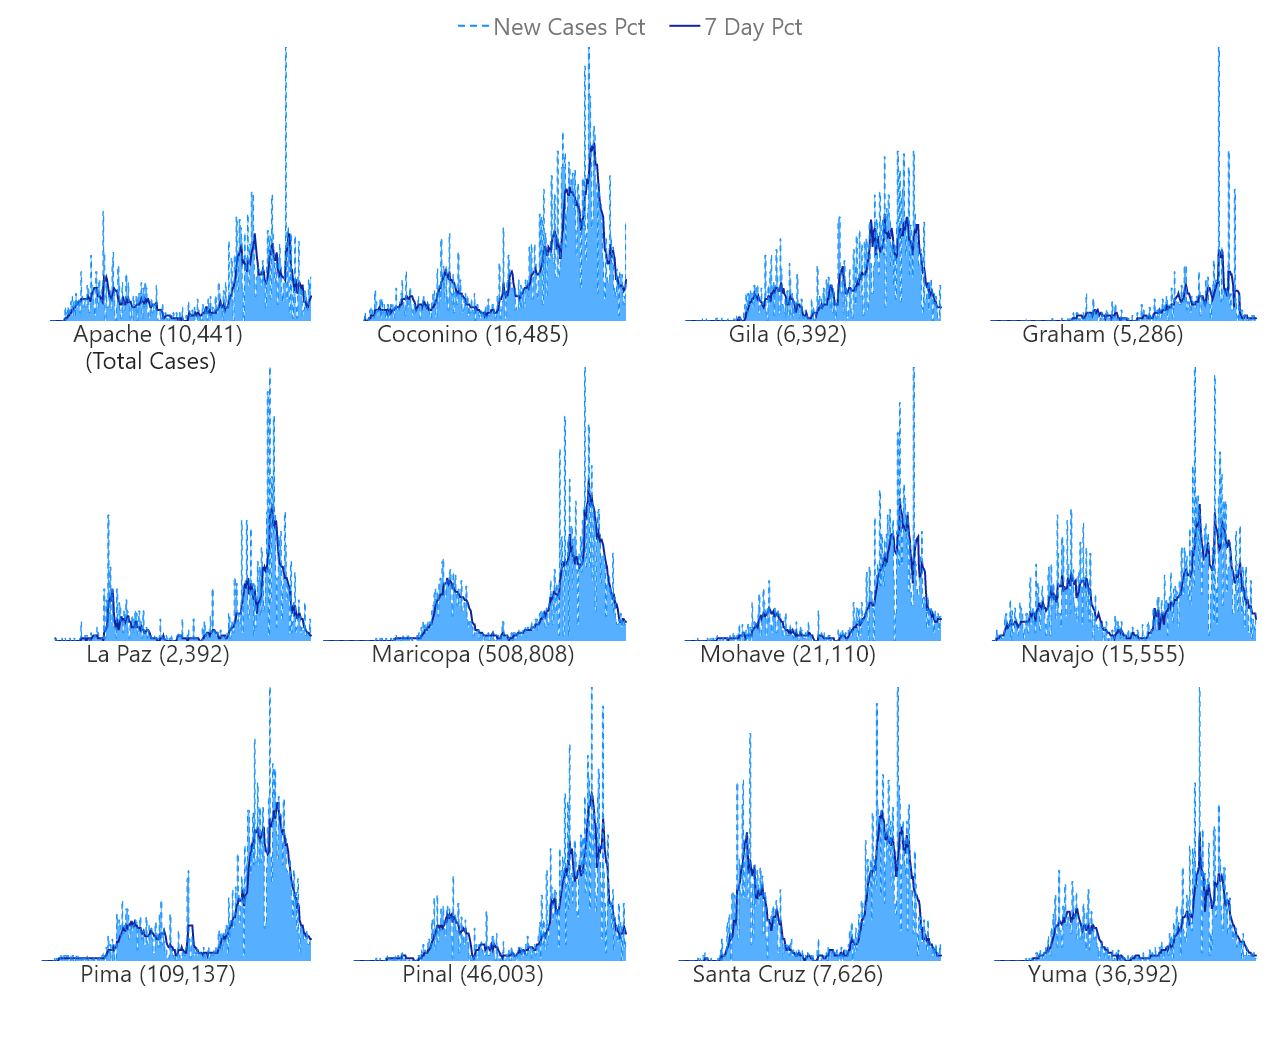 New Cases Pct 7 Day Pct
Apache (10,441) Coconino (16,485) Gila (6,392) Graham (5,286)
(Total Cases)
La Paz (2,392) Maricopa (508,808) Mohave (21,110) Navajo (15,555)
Pima (109,137) Pinal (46,003) Santa Cruz (7,626) Yuma (36,392)